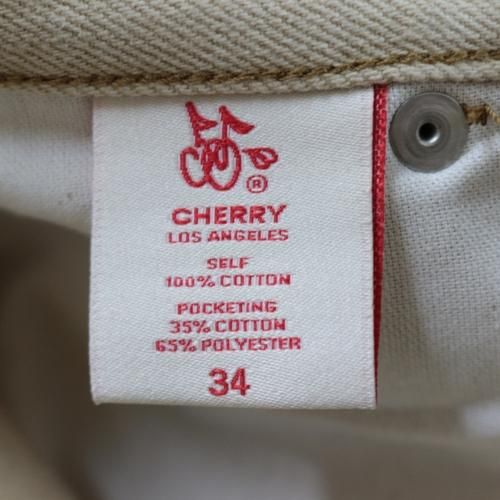 ®
CHERRY
LOS ANGELES
SELF
100% COTTON
POCKETING
35% COTTON
65% POLYESTER
34